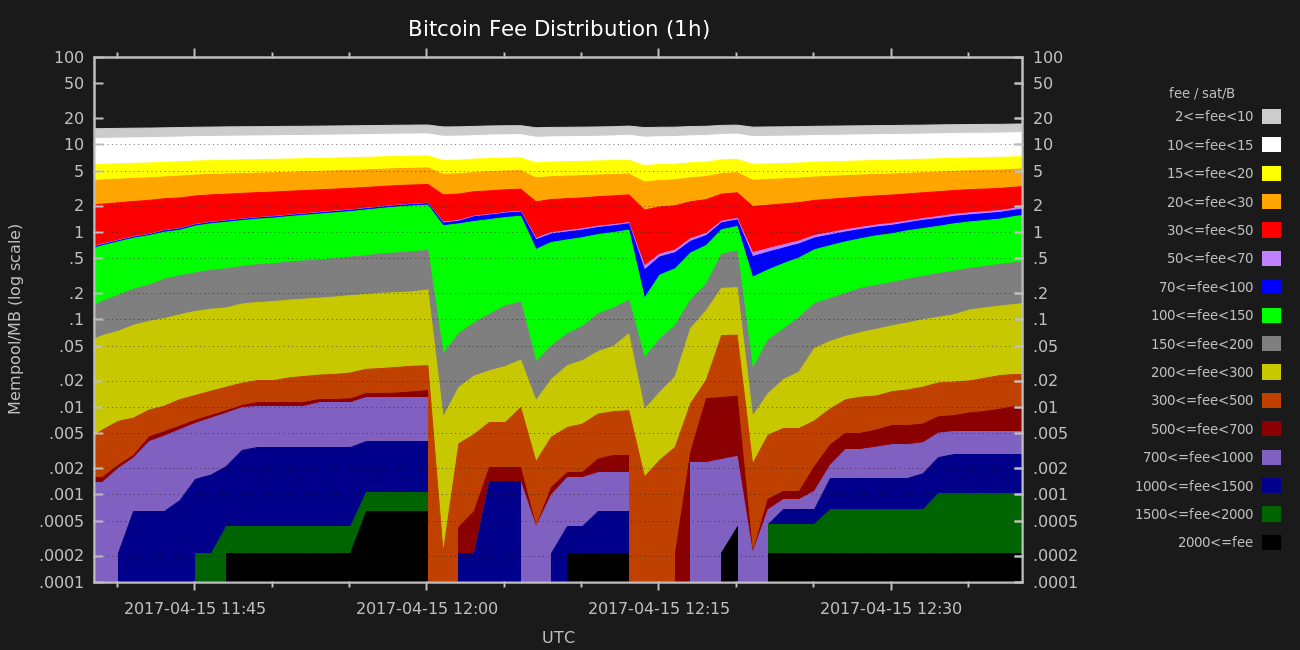 Bitcoin Fee Distribution (1h)
Mempool/MB (log scale)
100
50
20
10
5
2
1
.5
.2
.1
.05
.02
.01
.005
.002
.001
.0005
.0002
.0001
100
50
20
10
5
2
1
.5
.2
.1
.05
.02
.01
.005
.002
.001
.0005
.0002
.0001
fee / sat/B
2<=fee<10
10<=fee<15
15<=fee<20
20<=fee<30
30<=fee<50
50<=fee<70
70<=fee<100
100<=fee<150
150<=fee<200
200<=fee<300
300<=fee<500
500<=fee<700
700<=fee<1000
1000<=fee<1500
1500<=fee<2000
2000<=fee
2017-04-15 11:45 2017-04-15 12:00 2017-04-15 12:15 2017-04-15 12:30
UTC